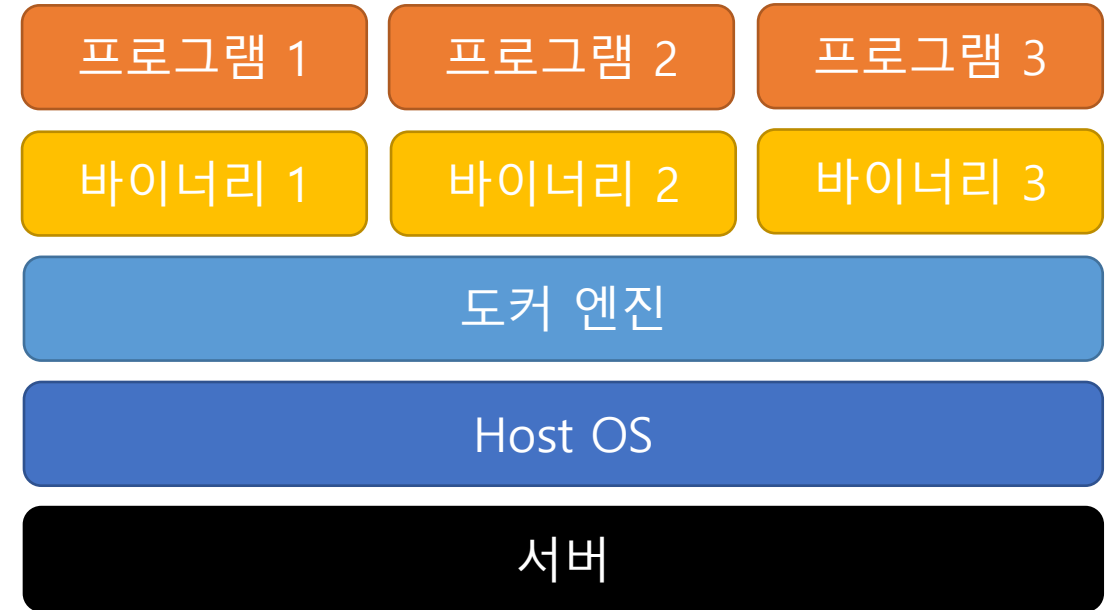 프로그램 1 프로그램 2 프로그램 3
바이너리 1 바이너리 2 바이너리 3
도커 엔진
Host OS
서버